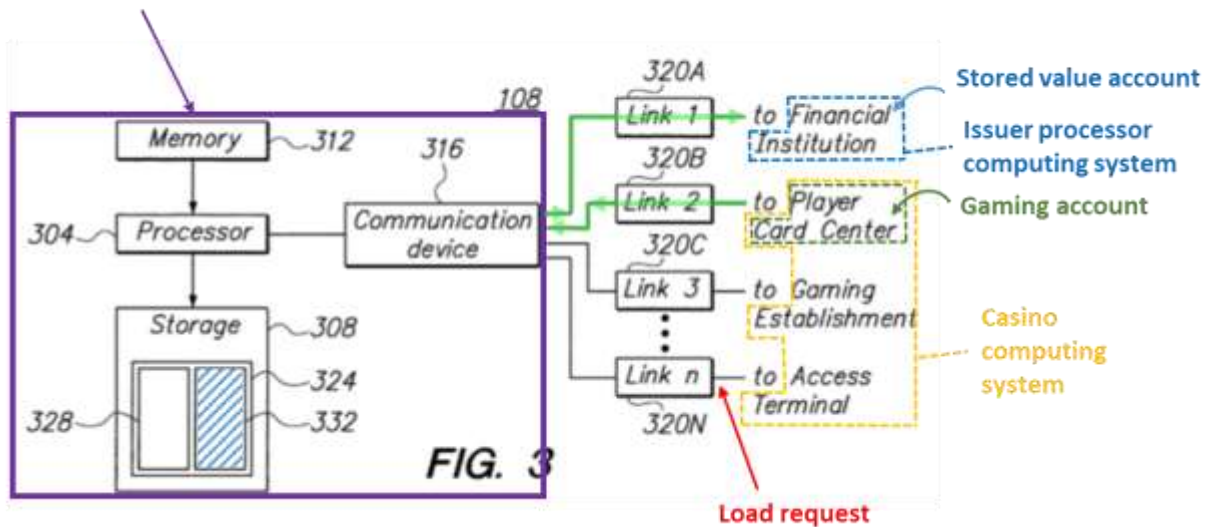 108
Memory
312
316
304
Processor
Communication
device
Storage
308
324
328
332
FIG. 3
320A
Link 1
to Financial
Institution
320B
Link 2
to Player
Card Center
320C
Link 3
to Gaming
Establishment
Link n
to Access
Terminal
320N
Stored value account
Issuer processor
computing system
Gaming account
Casino
computing
system
Load request